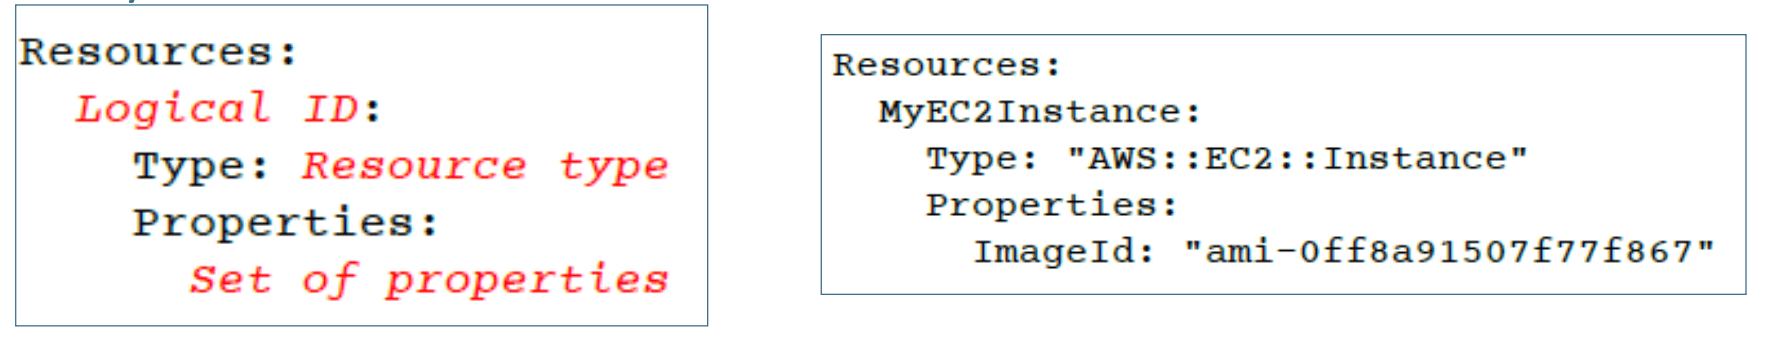 Resources:
  Logical ID:
    Type: Resource type
    Properties:
      Set of properties
Resources:
  MyEC2Instance:
    Type: "AWS::EC2::Instance"
    Properties:
      ImageId: "ami-0ff8a91507f77f867"